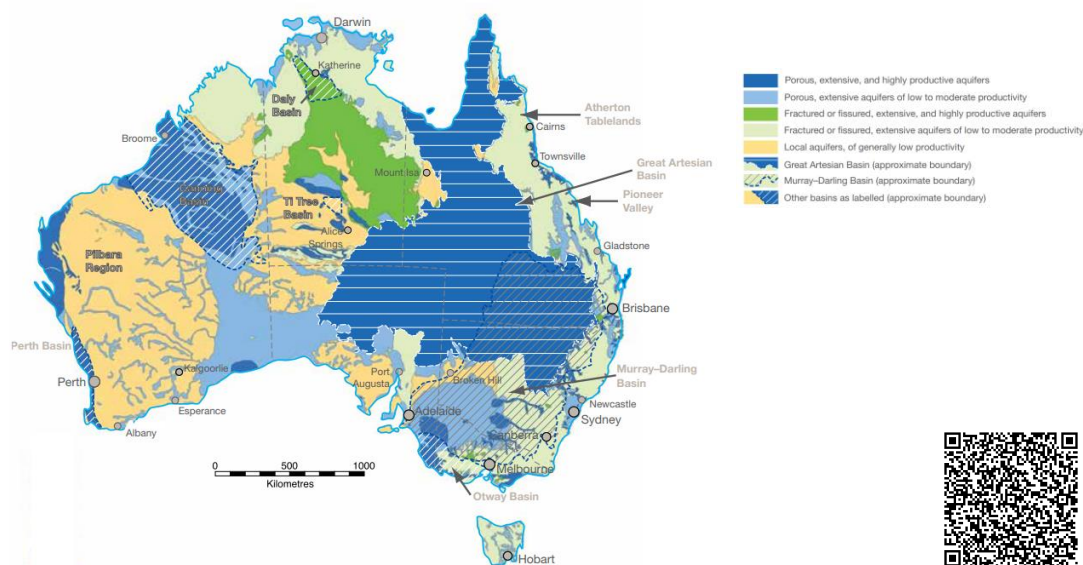 Darwin
Katherine
Daly
Basin
Broome
Canning
Basin
Mount Isa
Ti Tree
Basin
Alice
Springs
Pilbara
Region
Perth Basin
Perth
Kalgoorlie
Esperance
Albany
Port
Augusta
Broken Hill
Adelaide
Canberra
Melbourne
Otway Basin
Hobart
Newcastle
Sydney
Murray–Darling
Basin
Brisbane
Gladstone
Pioneer
Valley
Great Artesian
Basin
Townsville
Cairns
Atherton
Tablelands
0 500 1000
Kilometres
Porous, extensive, and highly productive aquifers
Porous, extensive aquifers of low to moderate productivity
Fractured or fissured, extensive, and highly productive aquifers
Fractured or fissured, extensive aquifers of low to moderate productivity
Local aquifers, of generally low productivity
Great Artesian Basin (approximate boundary)
Murray–Darling Basin (approximate boundary)
Other basins as labelled (approximate boundary)